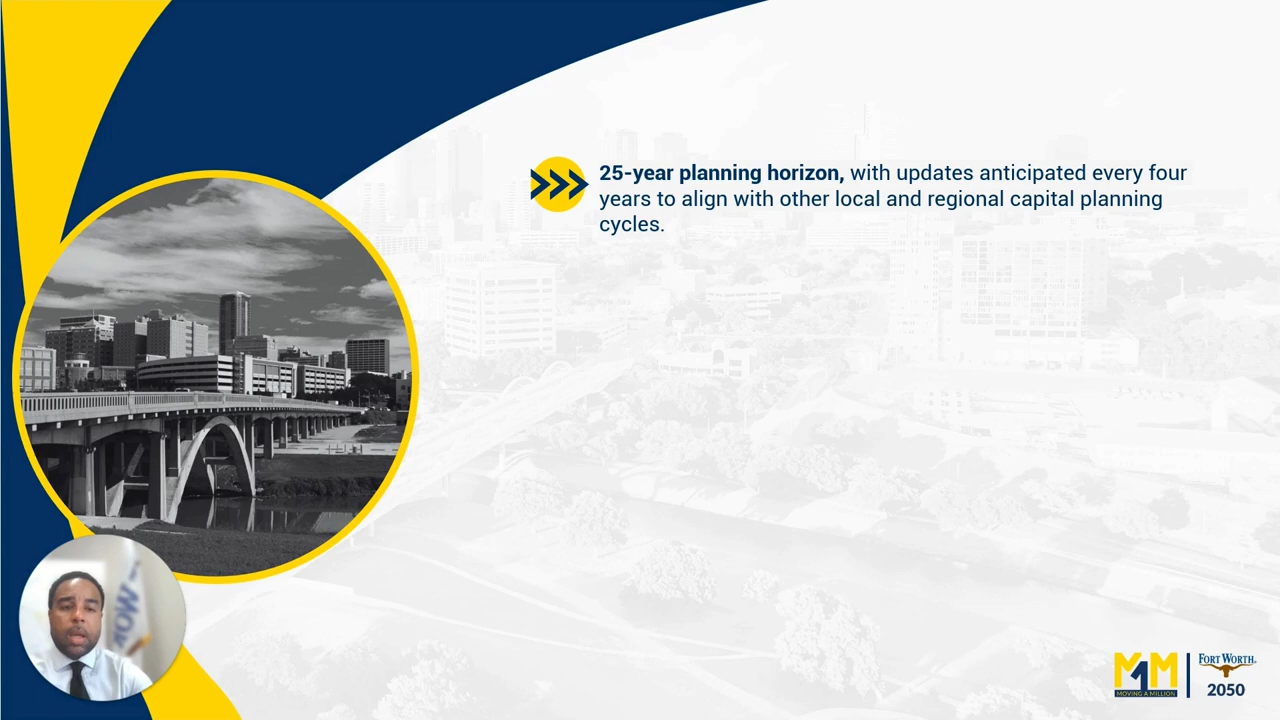 25-year planning horizon, with updates anticipated every four
years to align with other local and regional capital planning
cycles.
M1M
MOVING A MILLION
FORT WORTH®
2050